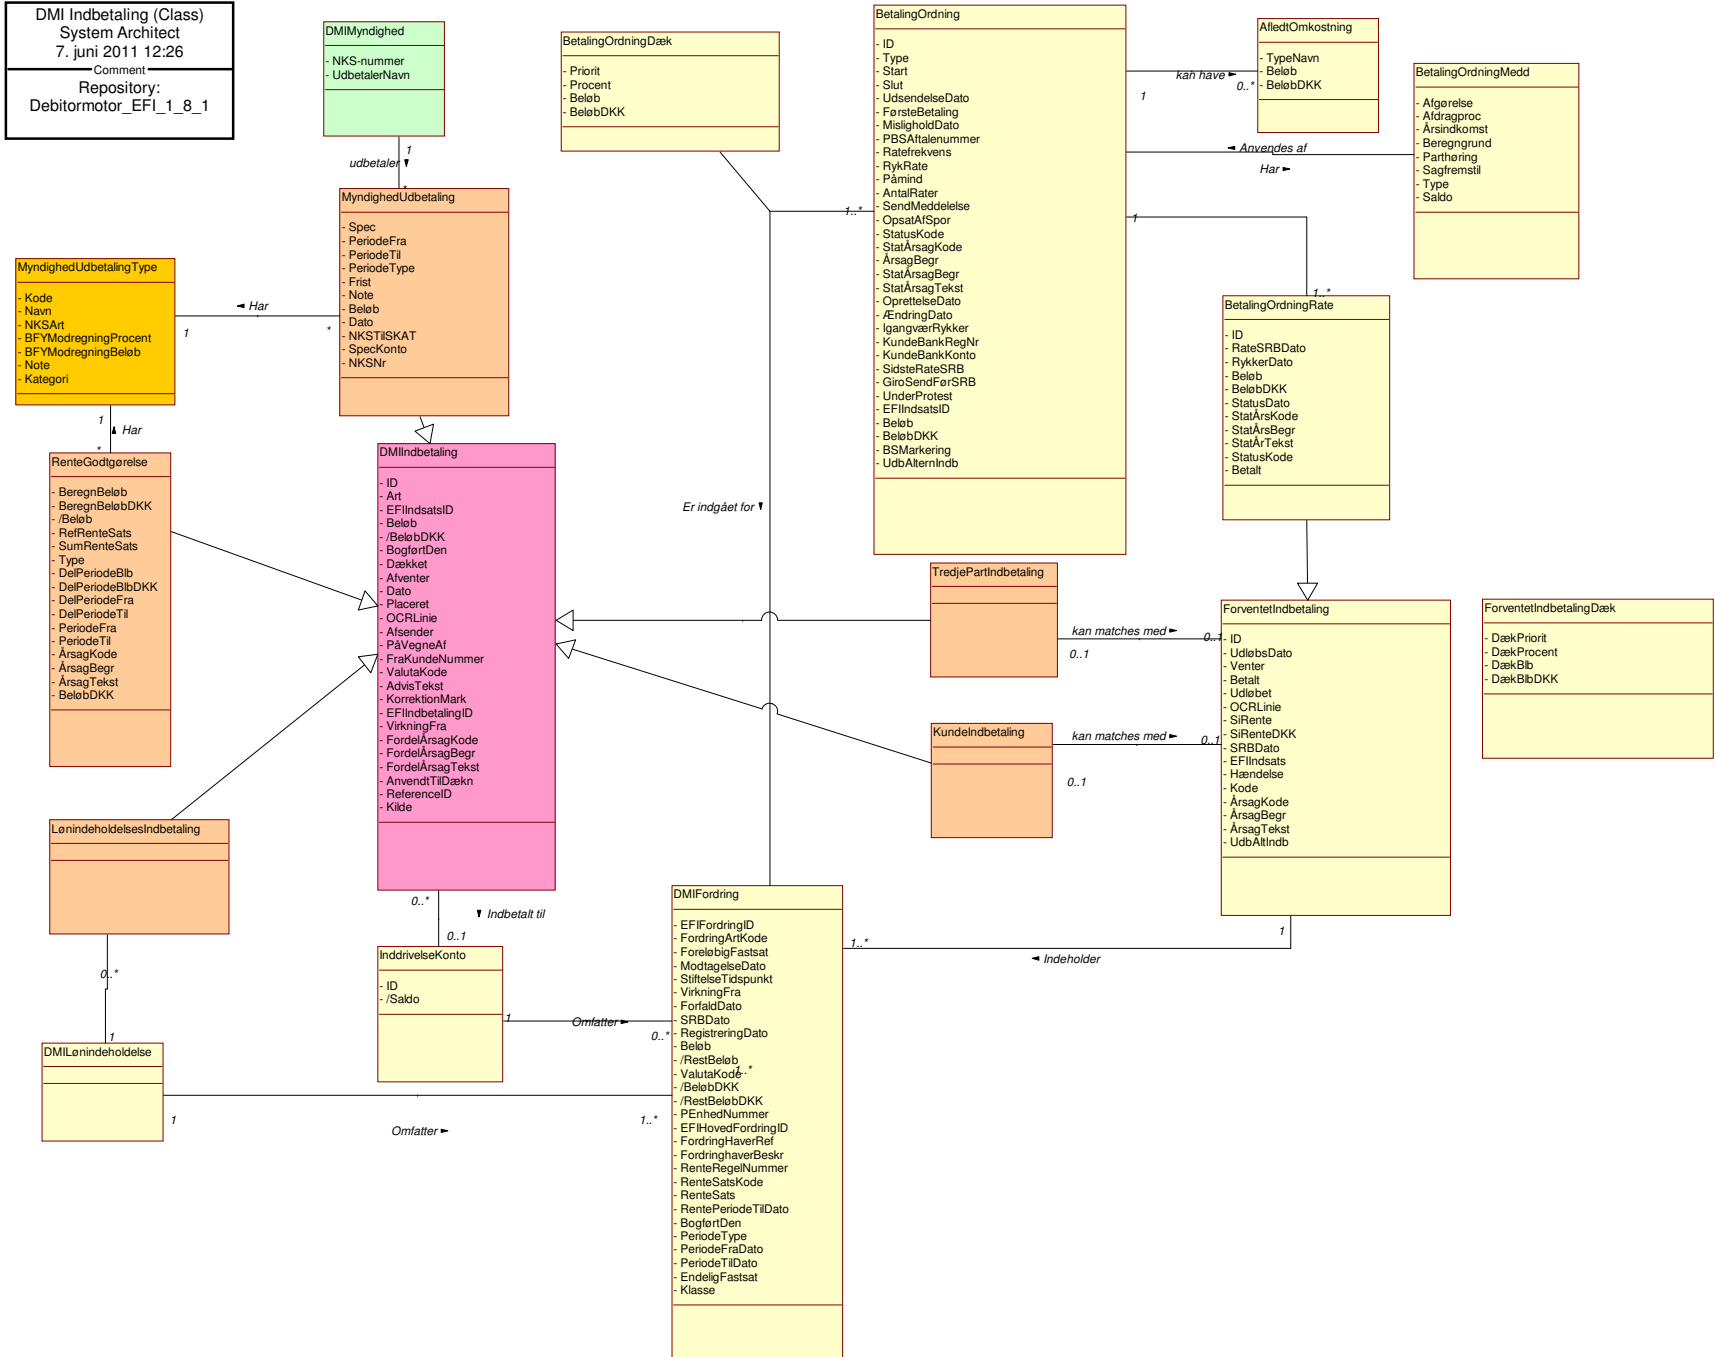 DMI Indbetaling (Class)
System Architect
7. juni 2011 12:26
Comment
Repository:
Debitormotor_EFI_1_8_1
DMIMyndighed
- NKS-nummer
- UdbetalerNavn
1
udbetaler
*
BetalingOrdningDæk
- Priorit
- Procent
- Beløb
- BeløbDKK
BetalingOrdning
- ID
- Type
- Start
- Slut
- UdsendelseDato
- FørsteBetaling
- MisligholdDato
- PBSAftalenummer
- Ratefrekvens
- RykRate
- Påmind
- AntalRater
- SendMeddelelse
- OpsatAfSpor
- StatusKode
- StatÅrsagKode
- ÅrsagBegr
- StatÅrsagBegr
- StatÅrsagTekst
- OprettelseDato
- ÆndringDato
- IgangværRykker
- KundeBankRegNr
- KundeBankKonto
- SidsteRateSRB
- GiroSendFørSRB
- UnderProtest
- EFIIndsatsID
- Beløb
- BeløbDKK
- BSMarkering
- UdbAlternIndb
1..*
kan have
1
0..*
AfledtOmkostning
- TypeNavn
- Beløb
- BeløbDKK
BetalingOrdningMedd
- Afgørelse
- Afdragproc
- Årsindkomst
- Beregngrund
- Parthøring
- Sagfremstil
- Type
- Saldo
Anvendes af
Har
1
1..*
MyndighedUdbetaling
- Spec
- PeriodeFra
- PeriodeTil
- PeriodeType
- Frist
- Note
- Beløb
- Dato
- NKSTilSKAT
- SpecKonto
- NKSNr
MyndighedUdbetalingType
- Kode
- Navn
- NKSArt
- BFYModregningProcent
- BFYModregningBeløb
- Note
- Kategori
Har
1
*
1
Har
*
BetalingOrdningRate
- ID
- RateSRBDato
- RykkerDato
- Beløb
- BeløbDKK
- StatusDato
- StatÅrsKode
- StatÅrsBegr
- StatÅrTekst
- StatusKode
- Betalt
RenteGodtgørelse
- BeregnBeløb
- BeregnBeløbDKK
- /Beløb
- RefRenteSats
- SumRenteSats
- Type
- DelPeriodeBlb
- DelPeriodeBlbDKK
- DelPeriodeFra
- DelPeriodeTil
- PeriodeFra
- PeriodeTil
- ÅrsagKode
- ÅrsagBegr
- ÅrsagTekst
- BeløbDKK
DMIIndbetaling
- ID
- Art
- EFIIndsatsID
- Beløb
- /BeløbDKK
- BogførtDen
- Dækket
- Afventer
- Dato
- Placeret
- OCRLinie
- Afsender
- PåVegneAf
- FraKundeNummer
- ValutaKode
- AdvisTekst
- KorrektionMark
- EFIIndbetalingID
- VirkningFra
- FordelÅrsagKode
- FordelÅrsagBegr
- FordelÅrsagTekst
- AnvendtTilDækn
- ReferenceID
- Kilde
Er indgået for
TredjePartIndbetaling
kan matches med
0..1
0..1
KundeIndbetaling
kan matches med
0..1
0..1
ForventetIndbetaling
- ID
- UdløbsDato
- Venter
- Betalt
- Udløbet
- OCRLinie
- SiRente
- SiRenteDKK
- SRBDato
- EFIIndsats
- Hændelse
- Kode
- ÅrsagKode
- ÅrsagBegr
- ÅrsagTekst
- UdbAltIndb
ForventetIndbetalingDæk
- DækPriorit
- DækProcent
- DækBlb
- DækBlbDKK
LønindeholdelsesIndbetaling
0..*
1
DMILønindeholdelse
1
Omfatter
1..*
0..*
Indbetalt til
0..1
InddrivelseKonto
- ID
- /Saldo
1
Omfatter
0..*
1
1..*
Indeholder
DMIFordring
- EFIFordringID
- FordringArtKode
- ForeløbigFastsat
- ModtagelseDato
- StiftelseTidspunkt
- VirkningFra
- ForfaldDato
- SRBDato
- RegistreringDato
- Beløb
- /RestBeløb
- ValutaKode
1..*
- /BeløbDKK
- /RestBeløbDKK
- PEnhedNummer
- EFIHovedFordringID
- FordringHaverRef
- FordringhaverBeskr
- RenteRegelNummer
- RenteSatsKode
- RenteSats
- RentePeriodeTilDato
- BogførtDen
- PeriodeType
- PeriodeFraDato
- PeriodeTilDato
- EndeligFastsat
- Klasse